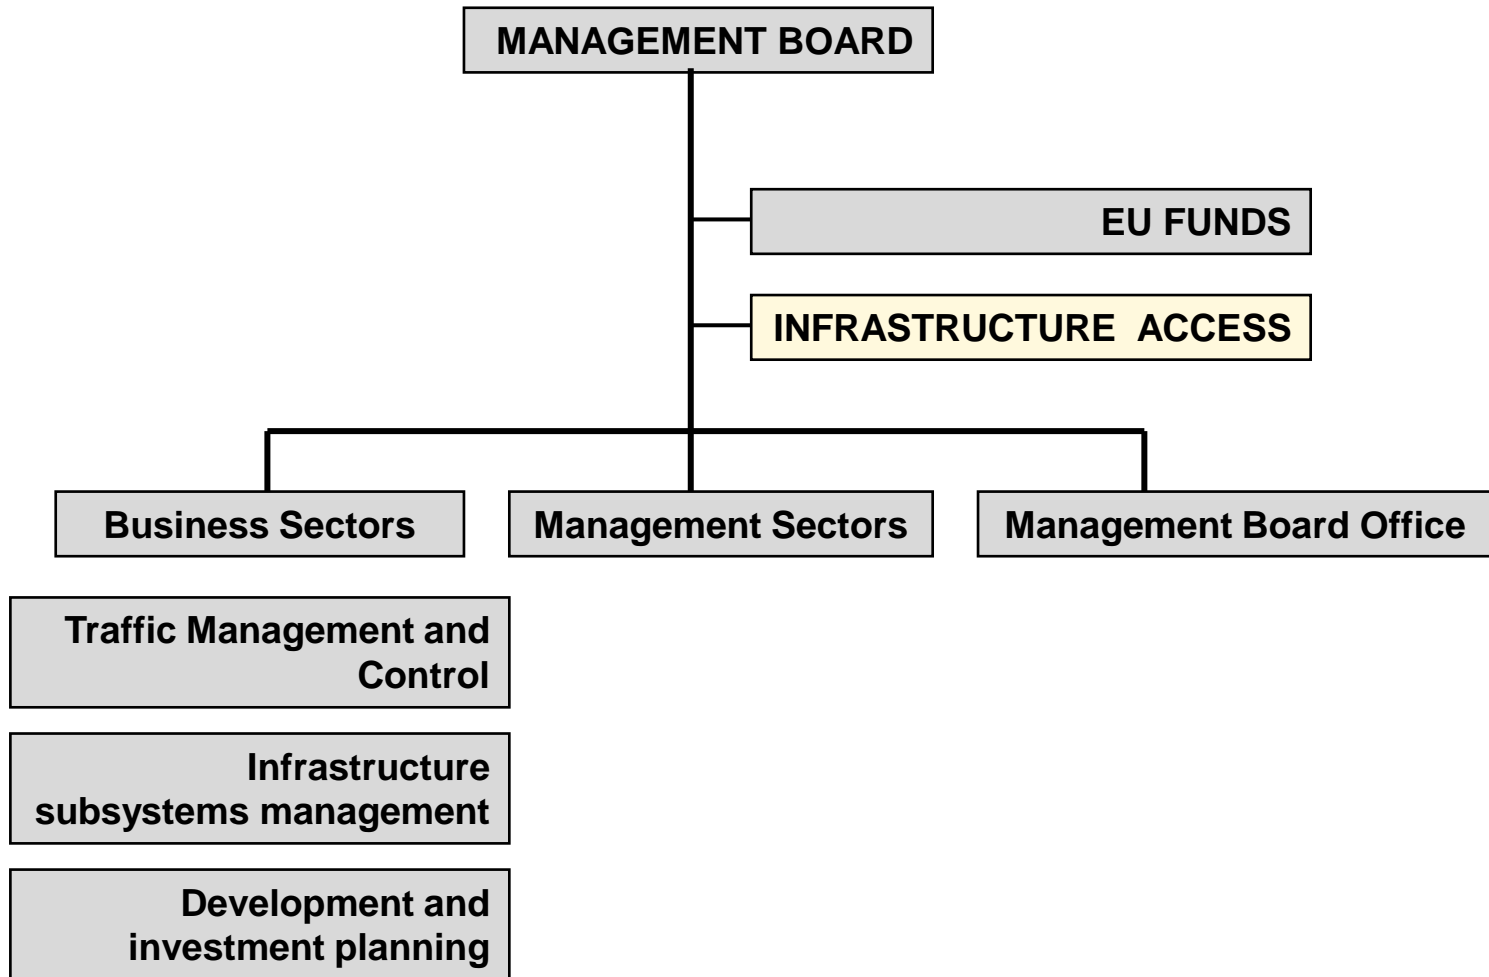 MANAGEMENT BOARD
EU FUNDS
INFRASTRUCTURE ACCESS
Business Sectors
Management Sectors
Management Board Office
Traffic Management and
Control
Infrastructure
subsystems management
Development and
investment planning